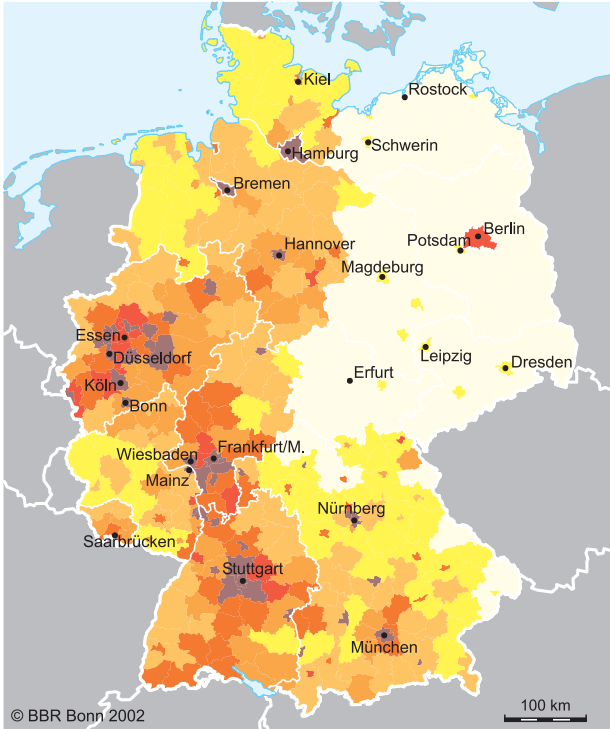 Kiel
Rostock
Schwerin
Hamburg
Bremen
Berlin
Potsdam
Hannover
Magdeburg
Essen
Düsseldorf
Leipzig
Dresden
Köln
Erfurt
Bonn
Wiesbaden
Frankfurt/M.
Mainz
Nürnberg
Saarbrücken
Stuttgart
München
100 km
© BBR Bonn 2002